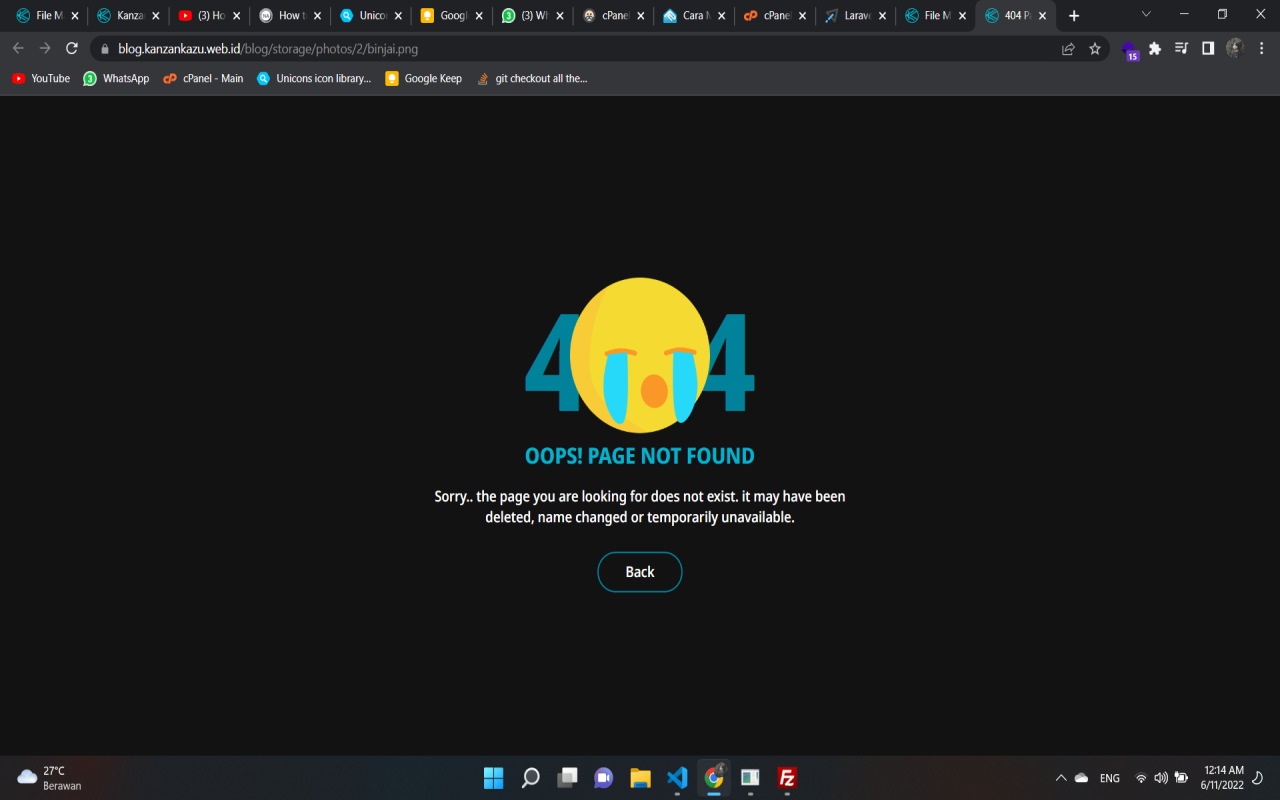 File M
Kanza
(3) Ho
How t
Unico
Googl
(3) Wh
cPanel
Cara M
cPanel
Larave
File M
404 P
blog.kanzankazu.web.id/blog/storage/photos/2/binjai.png
15
YouTube
WhatsApp
cPanel - Main
Unicons icon library...
Google Keep
git checkout all the...
4 4
OOPS! PAGE NOT FOUND
Sorry.. the page you are looking for does not exist. it may have been
deleted, name changed or temporarily unavailable.
Back
27°C
Berawan
ENG
12:14 AM
6/11/2022